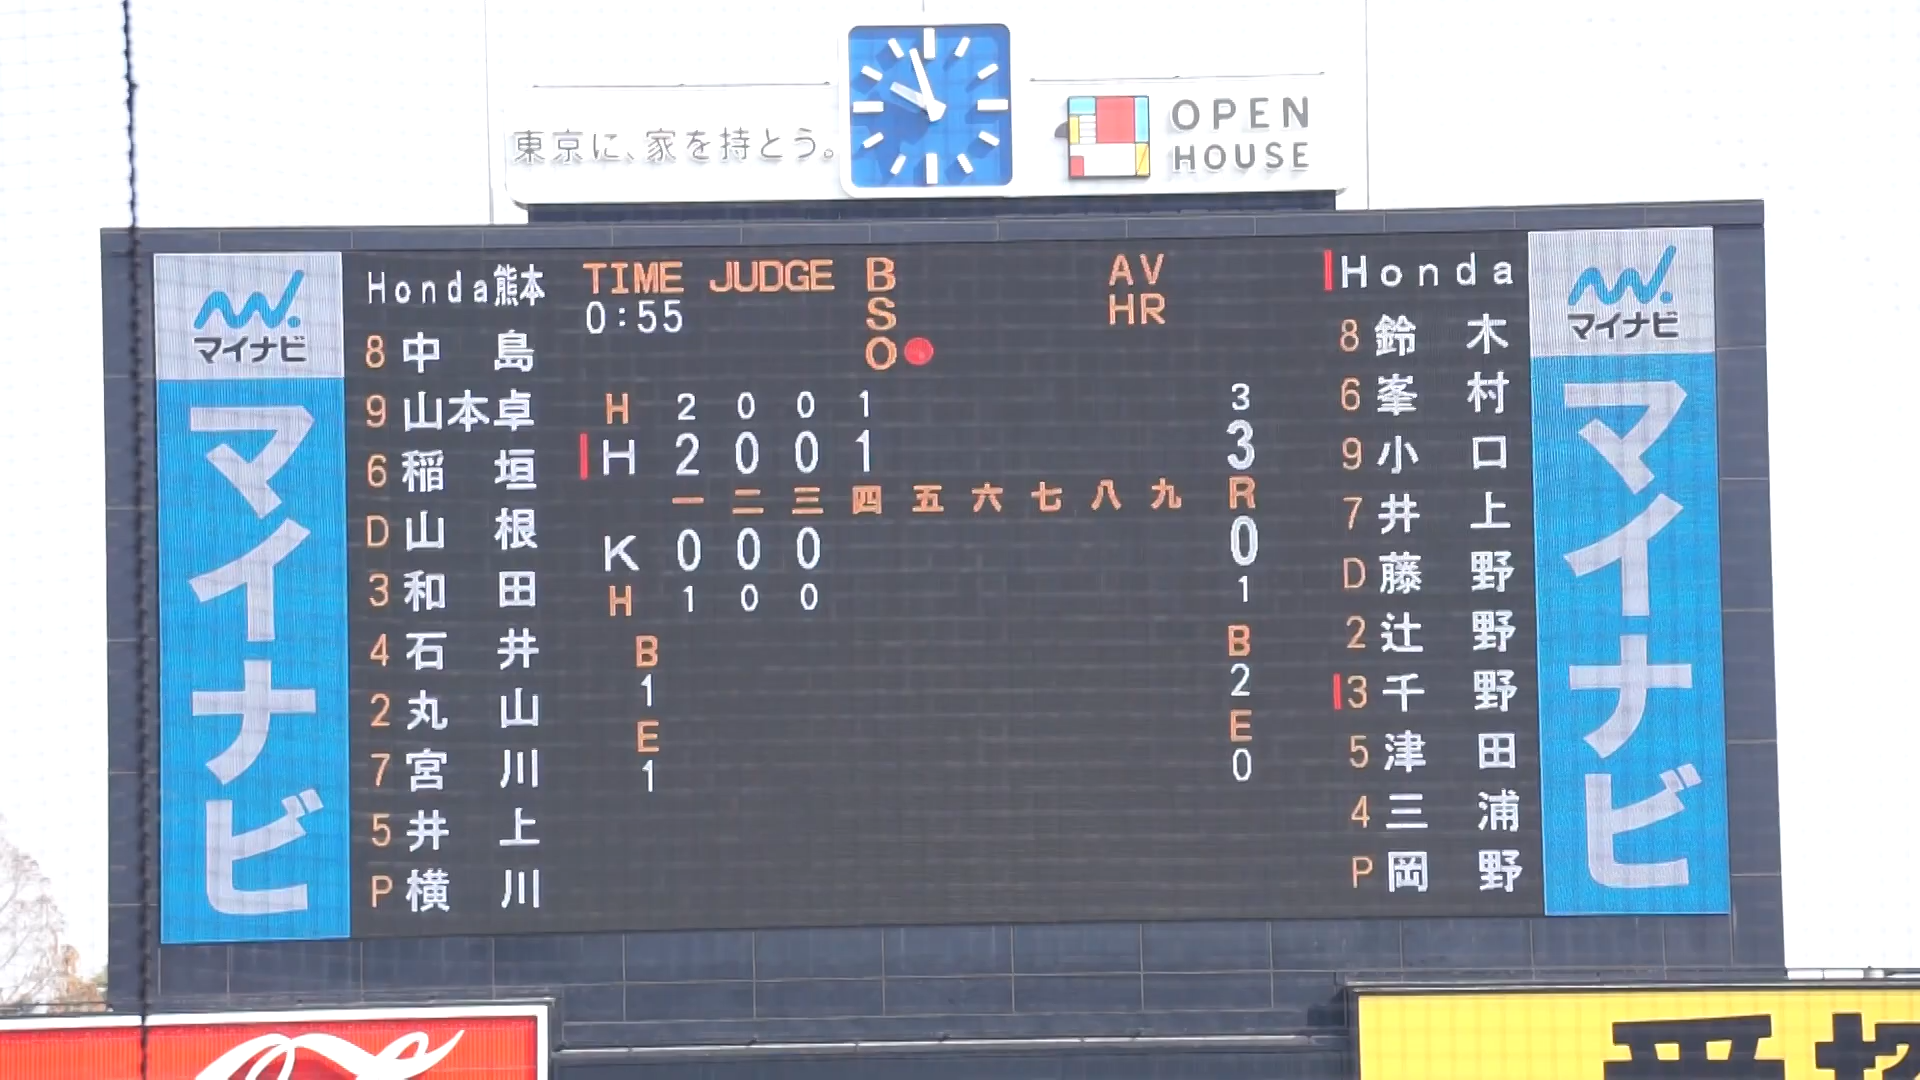 東京に、家を持とう。
OPEN
HOUSE
マイナビ
マイナビ
Honda熊本
8 中島
9 山本卓
6 稲垣
D 山根
3 和田
4 石井
2 丸山
7 宮川
5 井上
P 横川
TIME JUDGE
0:55
B
S
O
AV
HR
H 2 0 0 1 3
H 2 0 0 1 3
一 二 三 四 五 六 七 八 九 R
K 0 0 0 0
H 1 0 0 1
B B
1 2
E E
1 0
Honda
8 鈴木
6 峯村
9 小口
7 井上
D 藤野
2 辻野
3 千野
5 津田
4 三浦
P 岡野
マイナビ
マイナビ